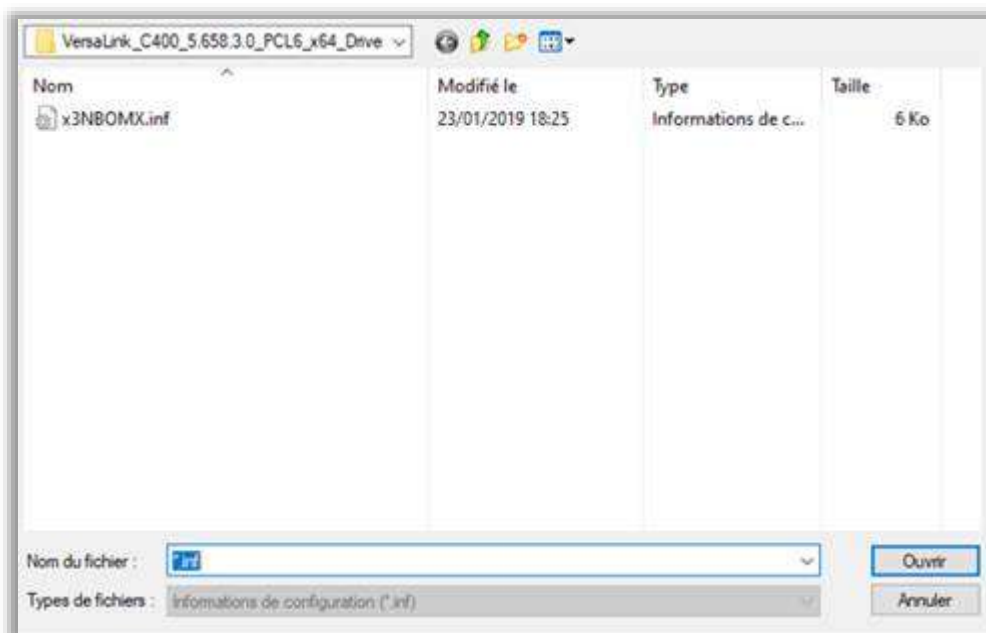 VersaLink_C400_5.658.3.0_PCL6_x64_Drive
Nom Modifié le Type Taille
x3NBOMX.inf 23/01/2019 18:25 Informations de c... 6 Ko
Nom du fichier : *.inf
Ouvrir
Types de fichiers : Informations de configuration (*.inf)
Annuler